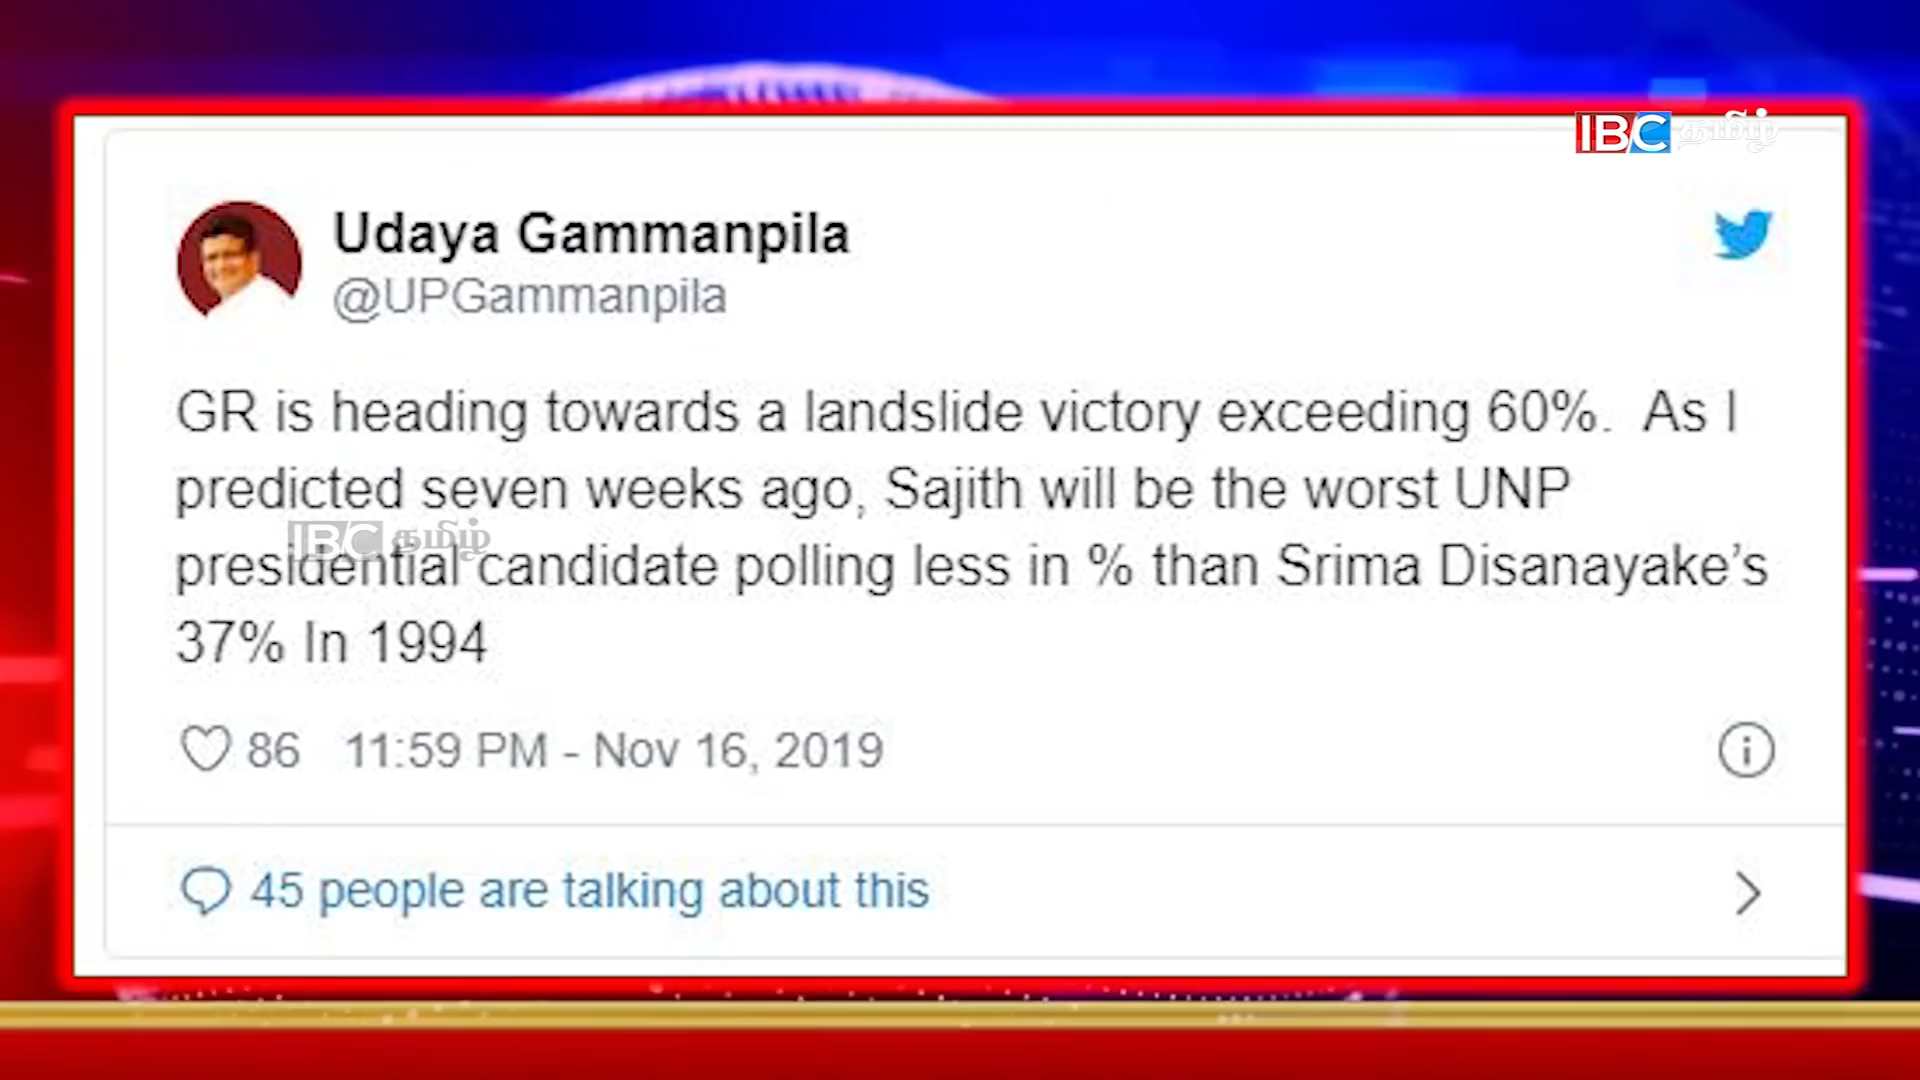 IBC தமிழ்
Udaya Gammanpila
@UPGammanpila
GR is heading towards a landslide victory exceeding 60%. As I
predicted seven weeks ago, Sajith will be the worst UNP
IBC தமிழ்
presidential candidate polling less in % than Srima Disanayake’s
37% In 1994
86 11:59 PM - Nov 16, 2019
45 people are talking about this